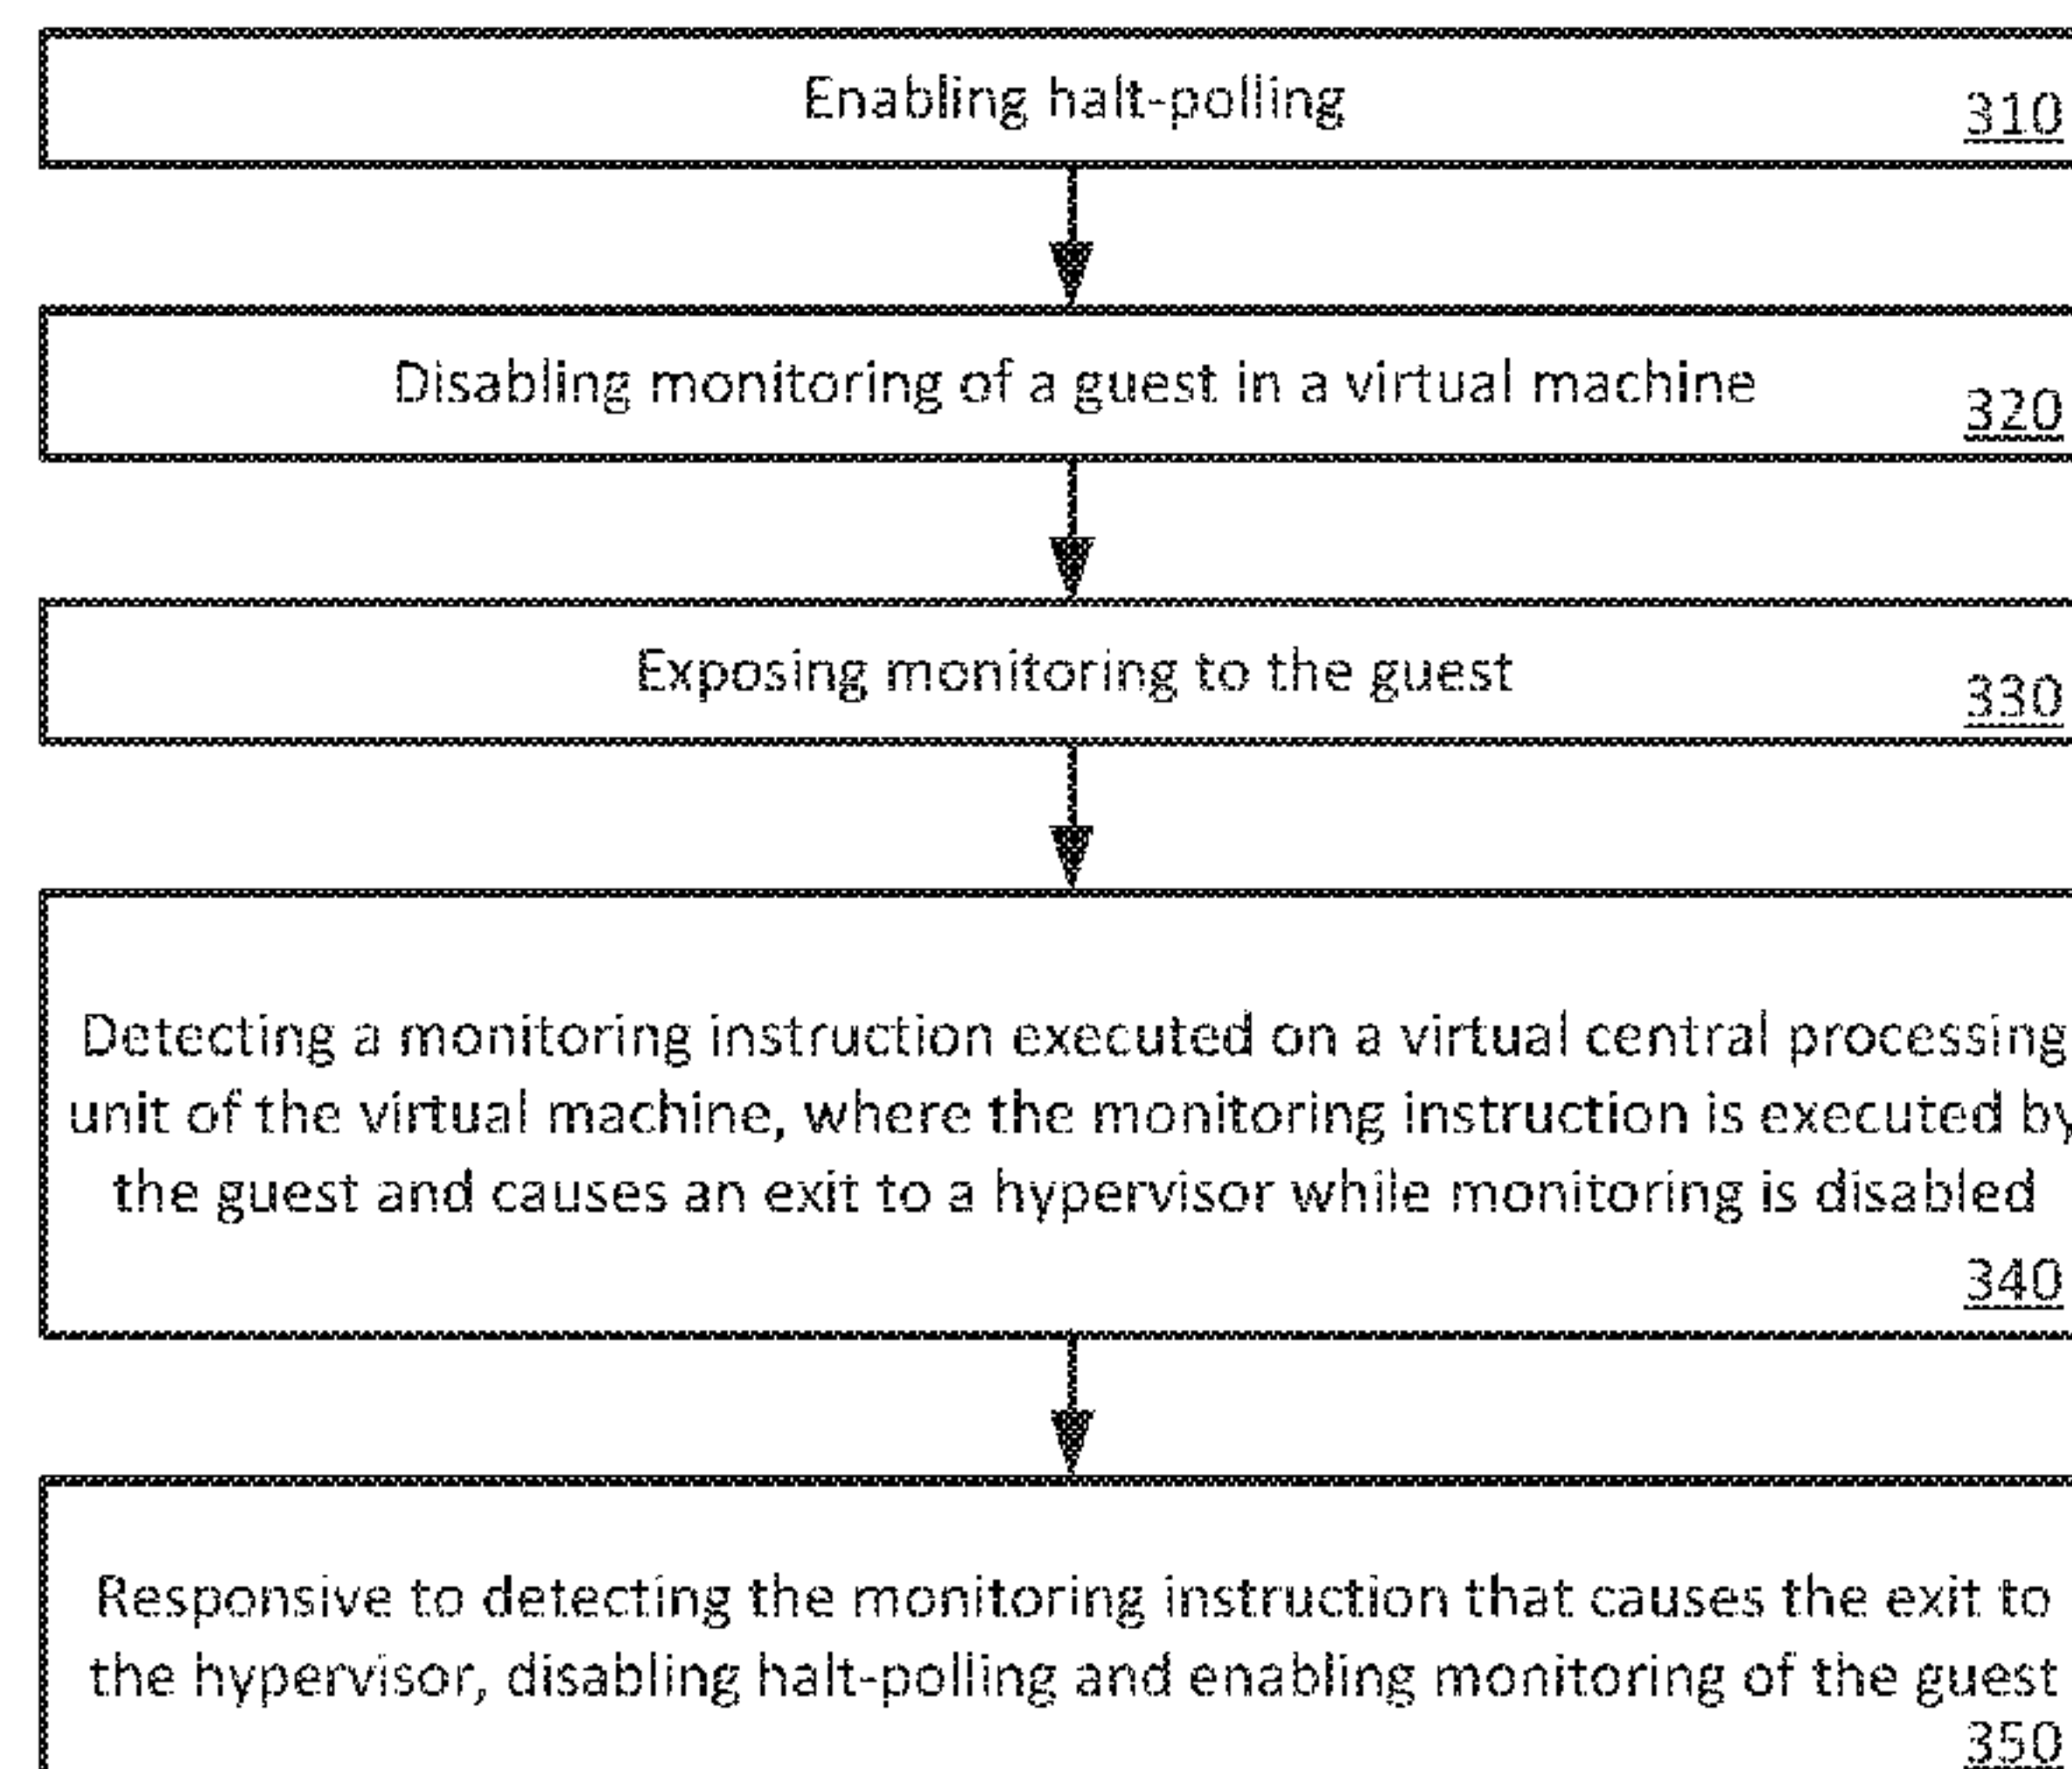 Enabling halt-polling
310
Disabling monitoring of a guest in a virtual machine
320
Exposing monitoring to the guest
330
Detecting a monitoring instruction executed on a virtual central processing
unit of the virtual machine, where the monitoring instruction is executed by
the guest and causes an exit to a hypervisor while monitoring is disabled
340
Responsive to detecting the monitoring instruction that causes the exit to
the hypervisor, disabling halt-polling and enabling monitoring of the guest
350